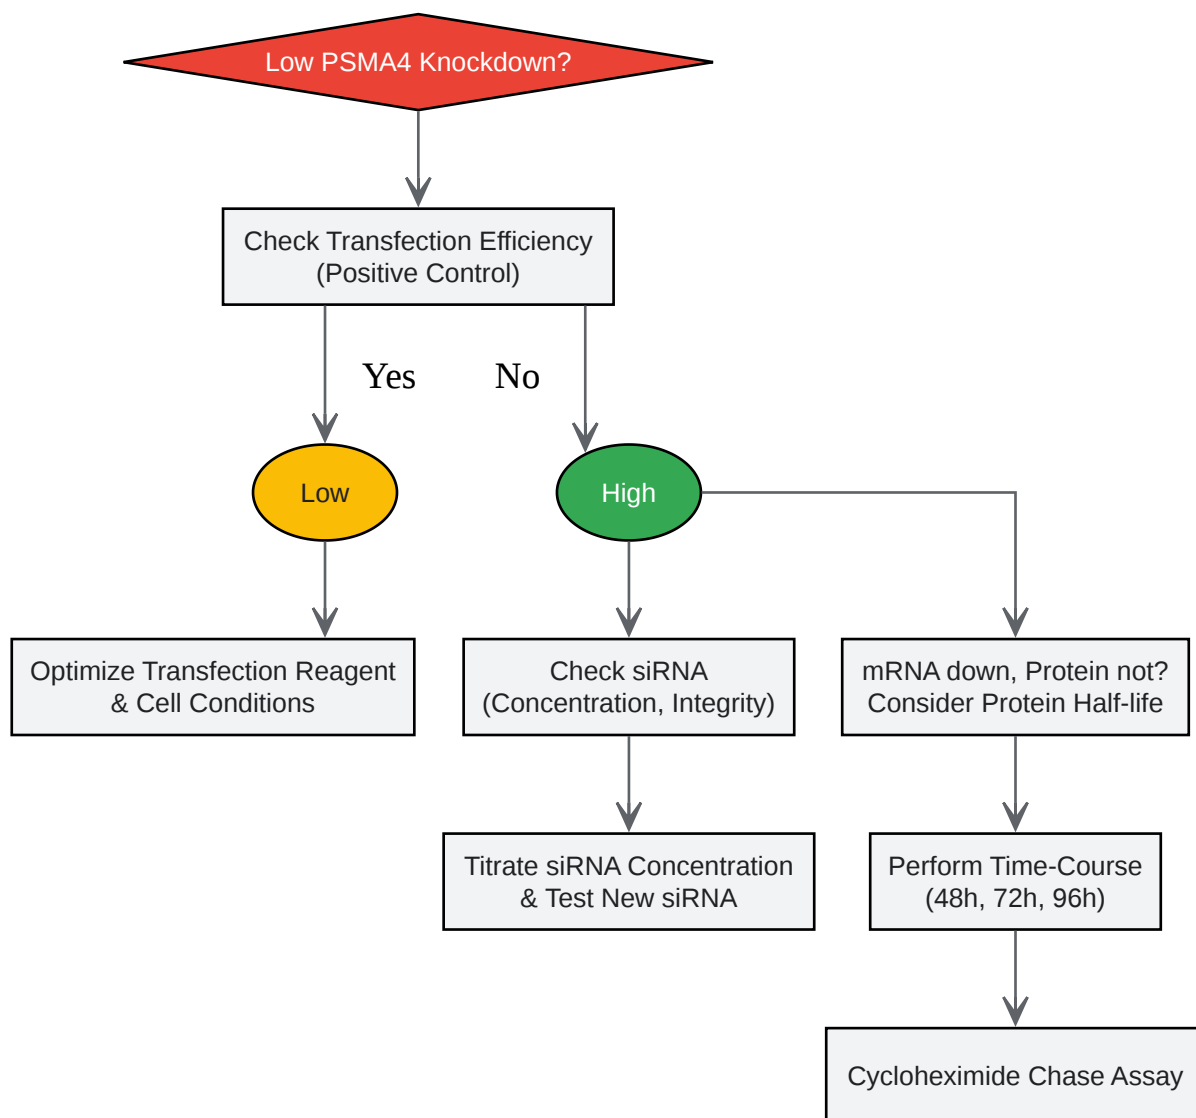 Low PSMA4 Knockdown?
Check Transfection Efficiency
(Positive Control)
Yes
No
Low
High
Optimize Transfection Reagent
& Cell Conditions
Check siRNA
(Concentration, Integrity)
mRNA down, Protein not?
Consider Protein Half-life
Titrate siRNA Concentration
& Test New siRNA
Perform Time-Course
(48h, 72h, 96h)
Cycloheximide Chase Assay